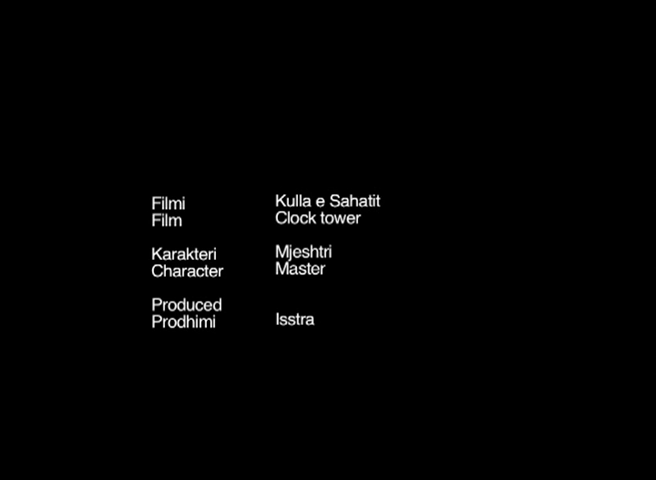 Filmi Kulla e Sahatit
Film Clock tower
Karakteri Mjeshtri
Character Master
Produced
Prodhimi Isstra